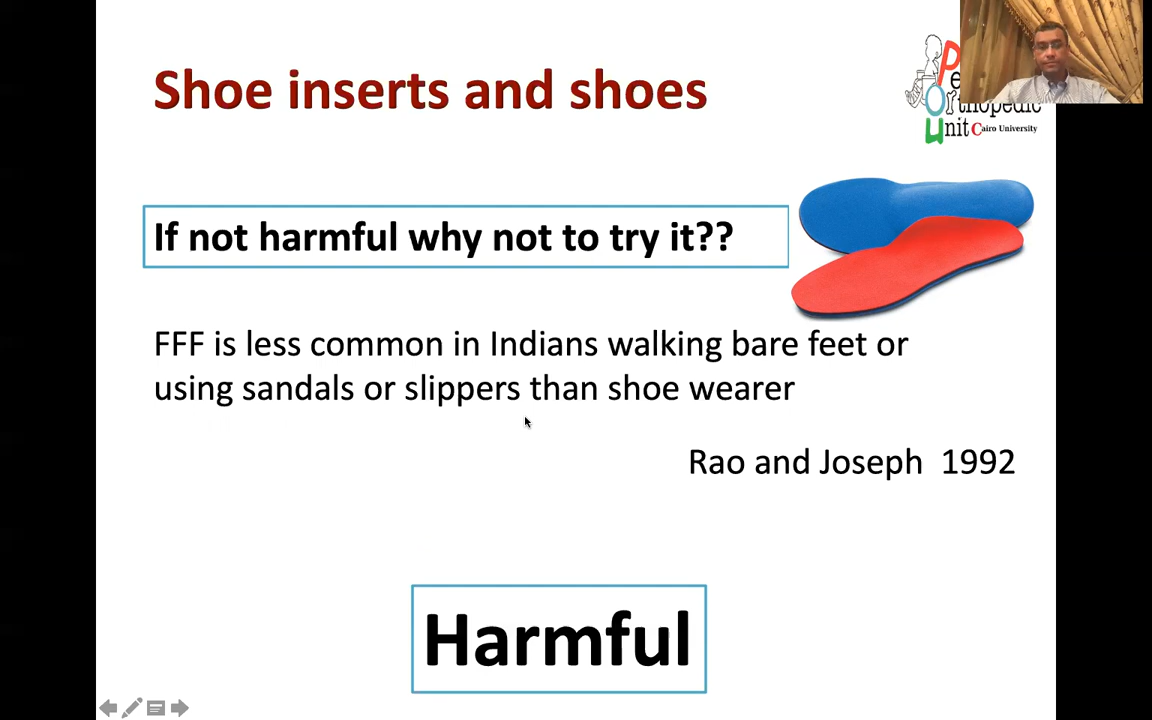 Shoe inserts and shoes
Orthopedic
Unit Cairo University
If not harmful why not to try it??
FFF is less common in Indians walking bare feet or
using sandals or slippers than shoe wearer
Rao and Joseph 1992
Harmful